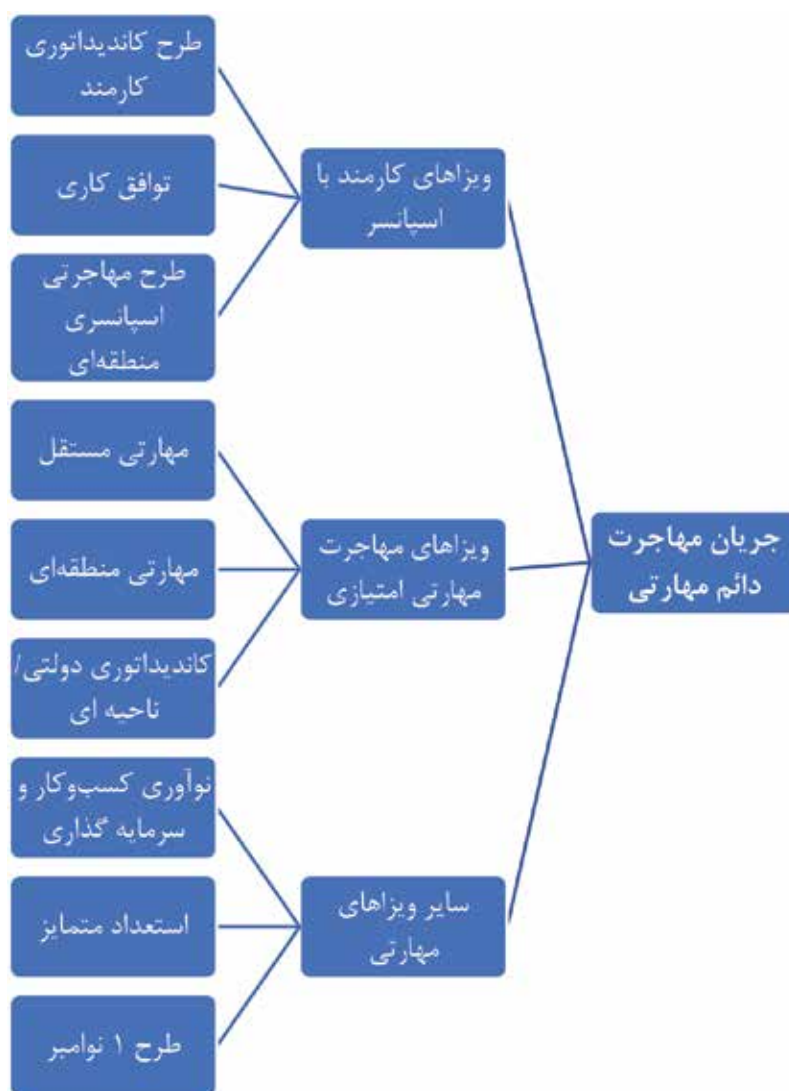 جریان مهاجرت
دائم مهارتی
ویزاهای کارمند با
اسپانسر
طرح کاندیداتوری
کارمند
توافق کاری
طرح مهاجرتی
اسپانسری
منطقه‌ای
ویزاهای مهاجرت
مهارتی امتیازی
مهارتی مستقل
مهارتی منطقه‌ای
کاندیداتوری دولتی/
ناحیه ای
سایر ویزاهای
مهارتی
نوآوری کسب‌وکار و
سرمایه گذاری
استعداد متمایز
طرح ۱ نوامبر